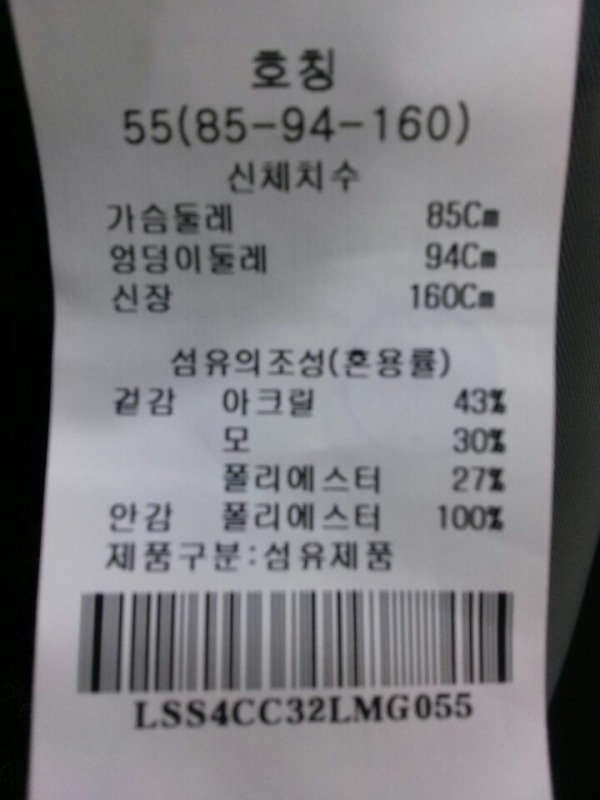 호칭
55(85-94-160)
신체치수
가슴둘레 85Cm
엉덩이둘레 94Cm
신장 160Cm
섬유의조성(혼용률)
겉감 아크릴 43%
모 30%
폴리에스터 27%
안감 폴리에스터 100%
제품구분:섬유제품
LSS4CC32LMG055